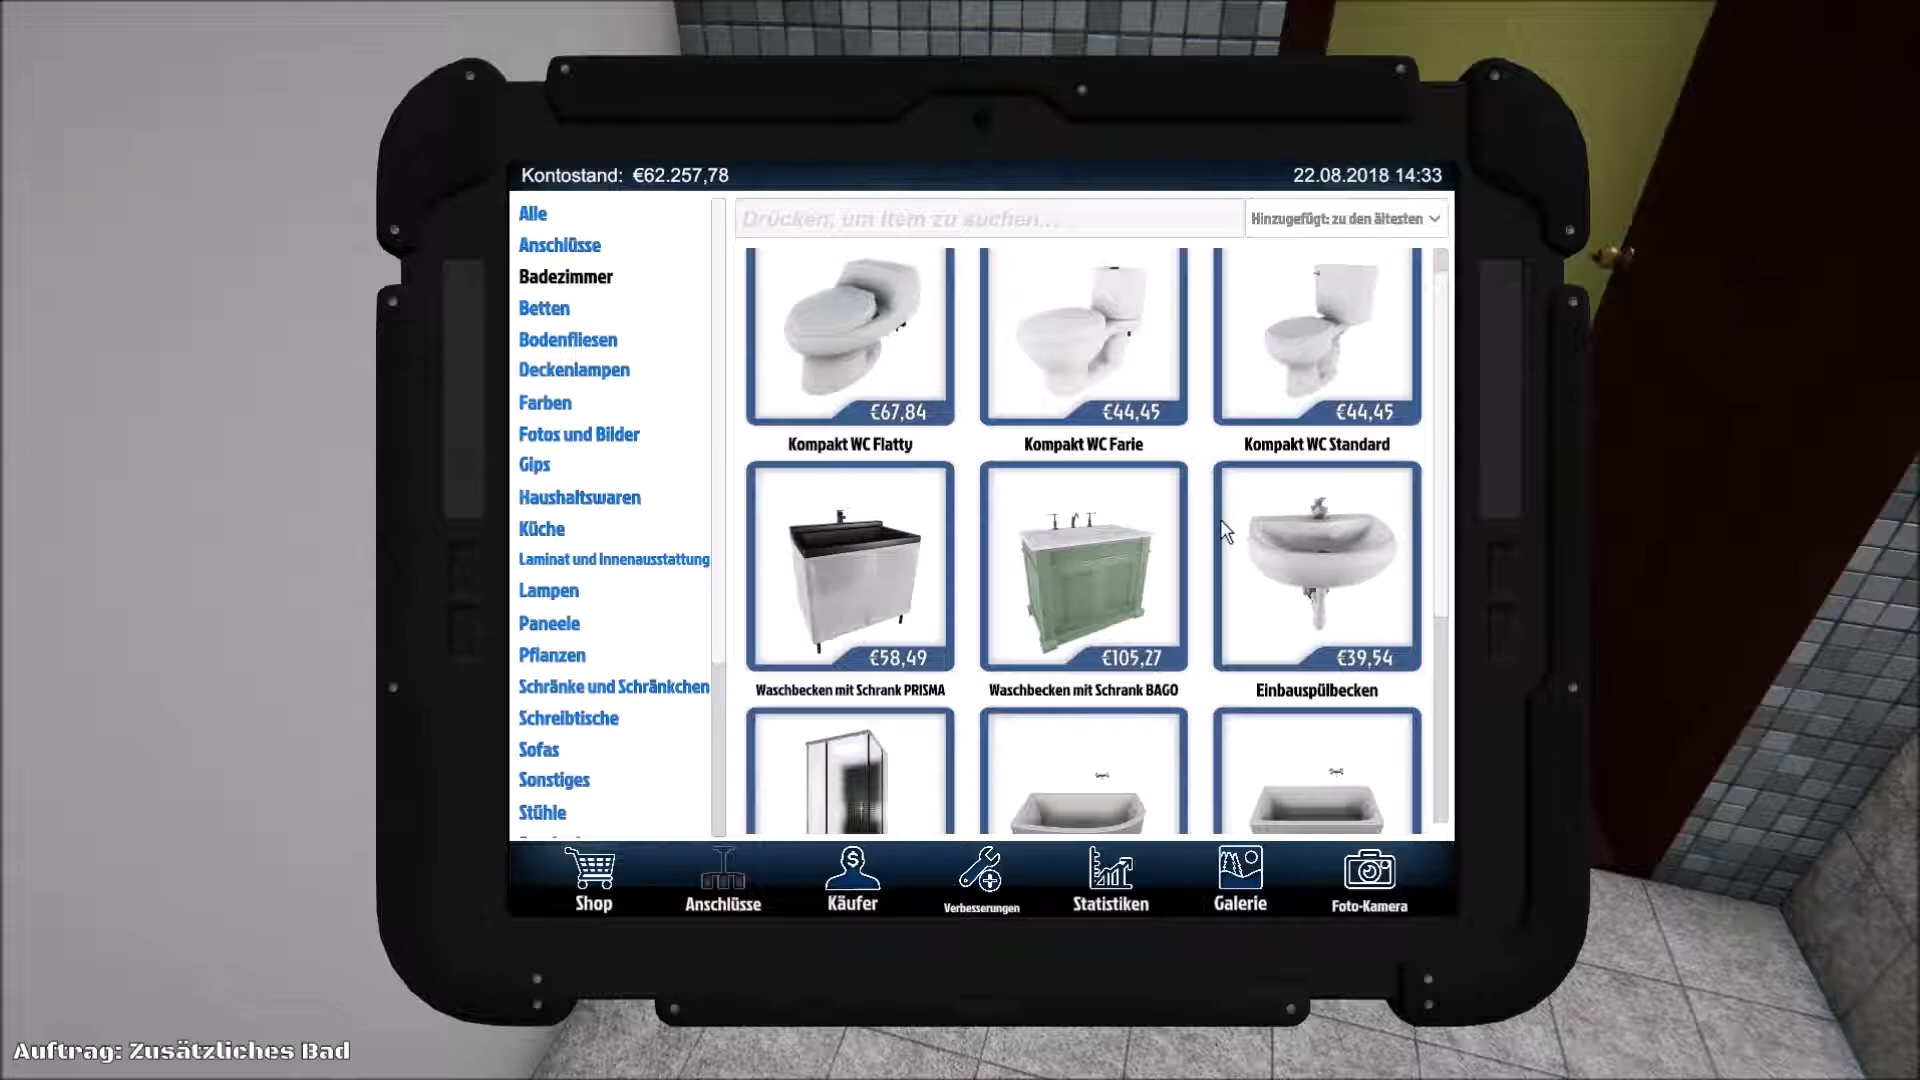 Kontostand: €62.257,78
22.08.2018 14:33
Alle
Anschlüsse
Badezimmer
Betten
Bodenfliesen
Deckenlampen
Farben
Fotos und Bilder
Gips
Haushaltswaren
Küche
Laminat und Innenausstattung
Lampen
Paneele
Pflanzen
Schränke und Schränkchen
Schreibtische
Sofas
Sonstiges
Stühle
Drücken, um Item zu suchen...
Hinzugefügt: zu den ältesten
€67,84
€44,45
€44,45
Kompakt WC Flatty
Kompakt WC Farie
Kompakt WC Standard
€58,49
€105,27
€39,54
Waschbecken mit Schrank PRISMA
Waschbecken mit Schrank BAGO
Einbauspülbecken
Shop
Anschlüsse
Käufer
Verbesserungen
Statistiken
Galerie
Foto-Kamera
Auftrag: Zusätzliches Bad